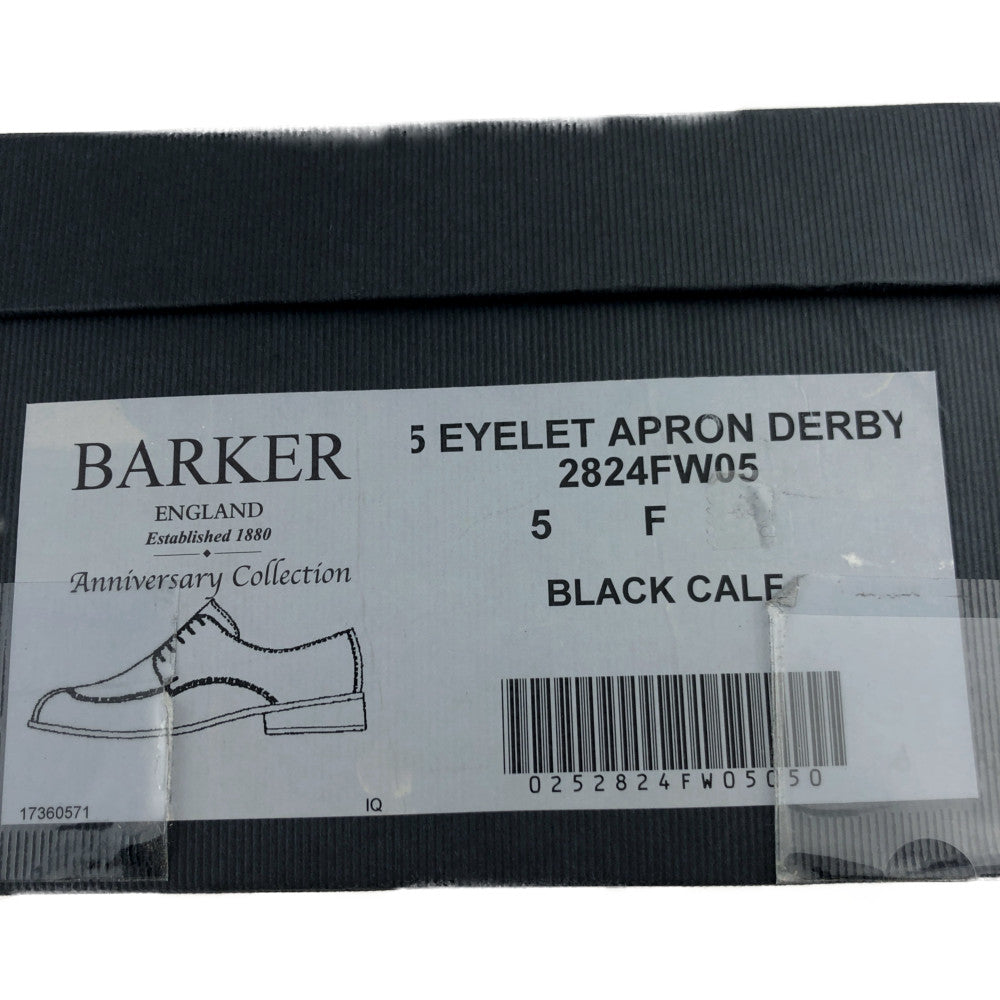 BARKER
ENGLAND
Established 1880
Anniversary Collection
5 EYELET APRON DERBY
2824FW05
5 F
BLACK CALF
0252824FW05050
17360571
IQ